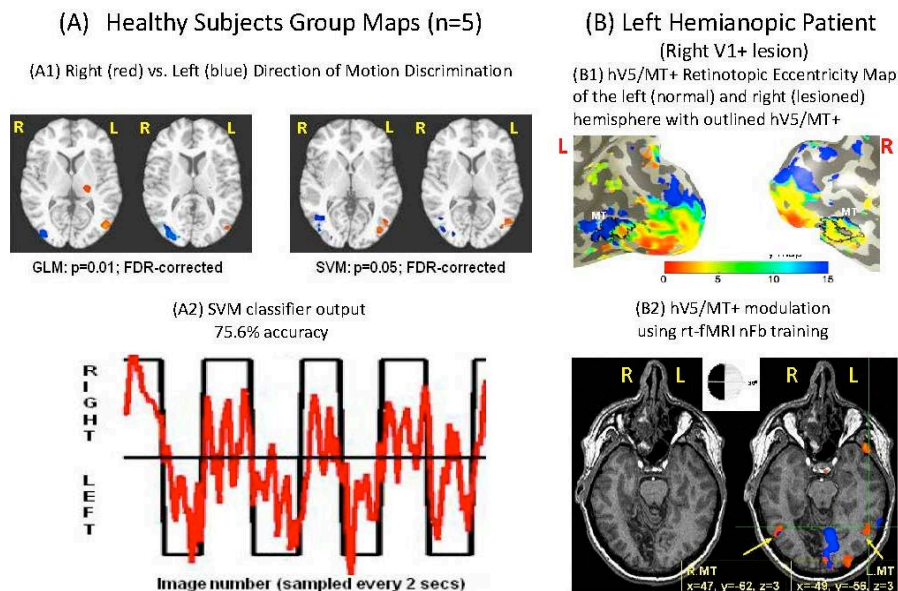 (A) Healthy Subjects Group Maps (n=5)
(A1) Right (red) vs. Left (blue) Direction of Motion Discrimination
R L R L
GLM: p=0.01; FDR-corrected
SVM: p=0.05; FDR-corrected
(A2) SVM classifier output
75.6% accuracy
RIGHT
LEFT
Image number (sampled every 2 secs)
(B) Left Hemianopic Patient
(Right V1+ lesion)
(B1) hV5/MT+ Retinotopic Eccentricity Map
of the left (normal) and right (lesioned)
hemisphere with outlined hV5/MT+
L R
MT MT
0 5 10 15
(B2) hV5/MT+ modulation
using rt-fMRI nFb training
R L R L
R.MT L.MT
x=47, y=-62, z=3 x=-49, y=-55, z=3